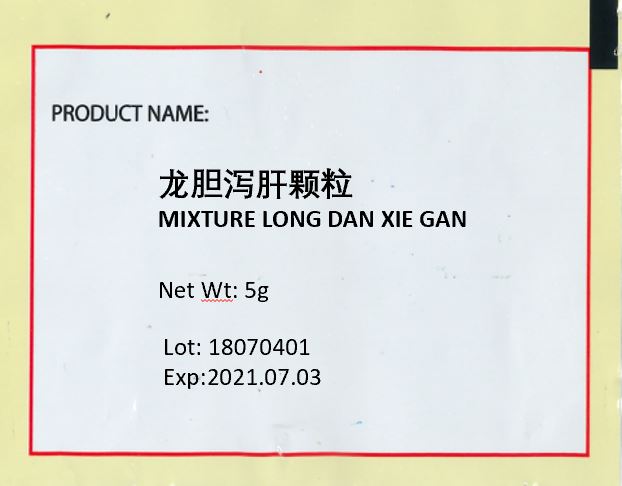 PRODUCT NAME:
龙胆泻肝颗粒
MIXTURE LONG DAN XIE GAN
Net Wt: 5g
Lot: 18070401
Exp:2021.07.03